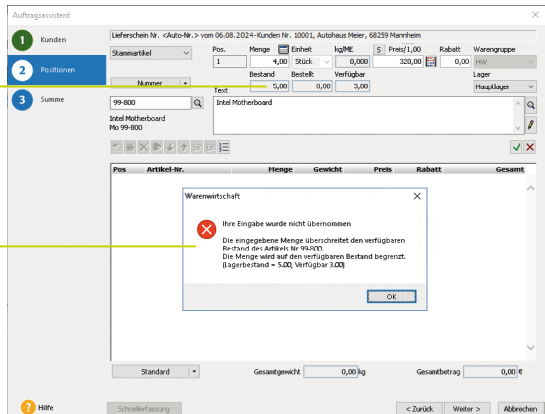 Auftragsassistent
1 Kunden
2 Positionen
3 Summe
Lieferschein Nr. <Auto-Nr.> vom 06.08.2024-Kunden Nr. 10001, Autohaus Meier, 68259 Mannheim
Stammartikel
Pos. Menge Einheit kg/ME S Preis/1,00 Rabatt Warengruppe
1 4,00 Stück 0,000 320,00 0,00 HW
Bestand Bestellt Verfügbar Lager
Nummer 5,00 0,00 3,00 Hauptlager
Text
99-800 Intel Motherboard
Intel Motherboard
Mo 99-800
Pos Artikel-Nr. Menge Gewicht Preis Rabatt Gesamt
Warenwirtschaft
Ihre Eingabe wurde nicht übernommen
Die eingegebene Menge überschreitet den verfügbaren
Bestand des Artikels Nr 99-800.
Die Menge wird auf den verfügbaren Bestand begrenzt.
(Lagerbestand = 5.00, Verfügbar 3.00)
OK
Standard Gesamtgewicht 0,00 kg Gesamtbetrag 0,00 €
Hilfe Schnellerfassung < Zurück Weiter > Abbrechen